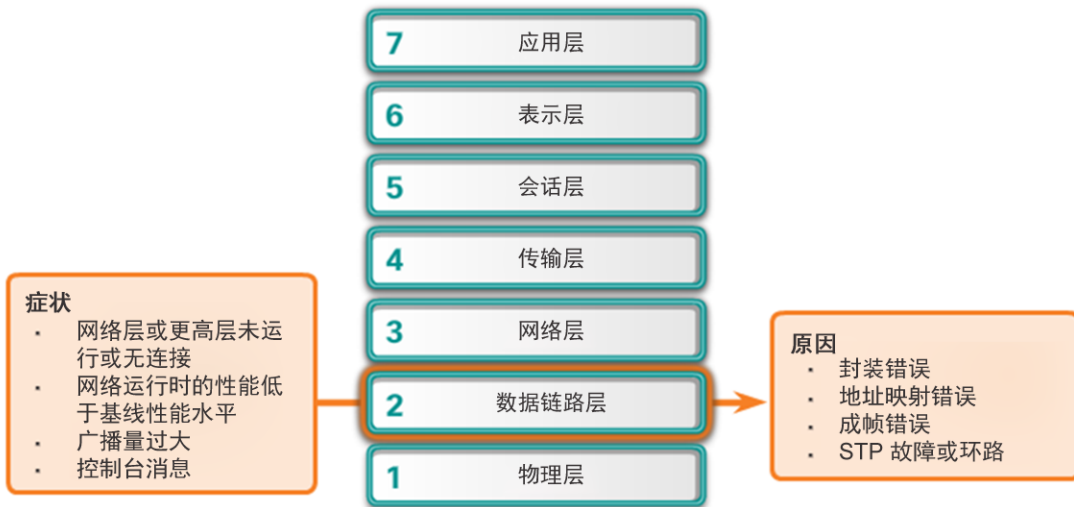 7 应用层
6 表示层
5 会话层
4 传输层
3 网络层
2 数据链路层
1 物理层
症状
· 网络层或更高层未运
行或无连接
· 网络运行时的性能低
于基线性能水平
· 广播量过大
· 控制台消息
原因
· 封装错误
· 地址映射错误
· 成帧错误
· STP 故障或环路